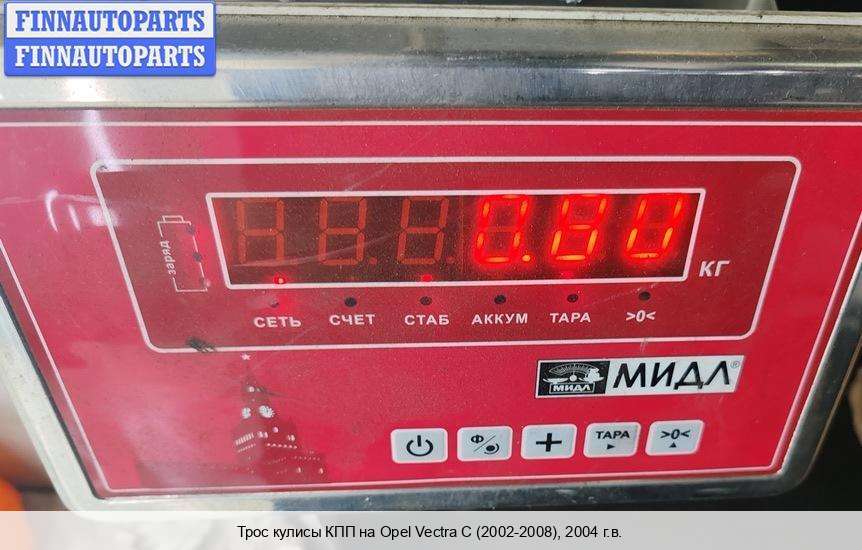 FINNAUTOPARTS
FINNAUTOPARTS
заряд
0.80
КГ
СЕТЬ СЧЕТ СТАБ АККУМ ТАРА >0<
МИДЛ
МИДЛ®
Ф/
ТАРА
>0<
Трос кулисы КПП на Opel Vectra C (2002-2008), 2004 г.в.